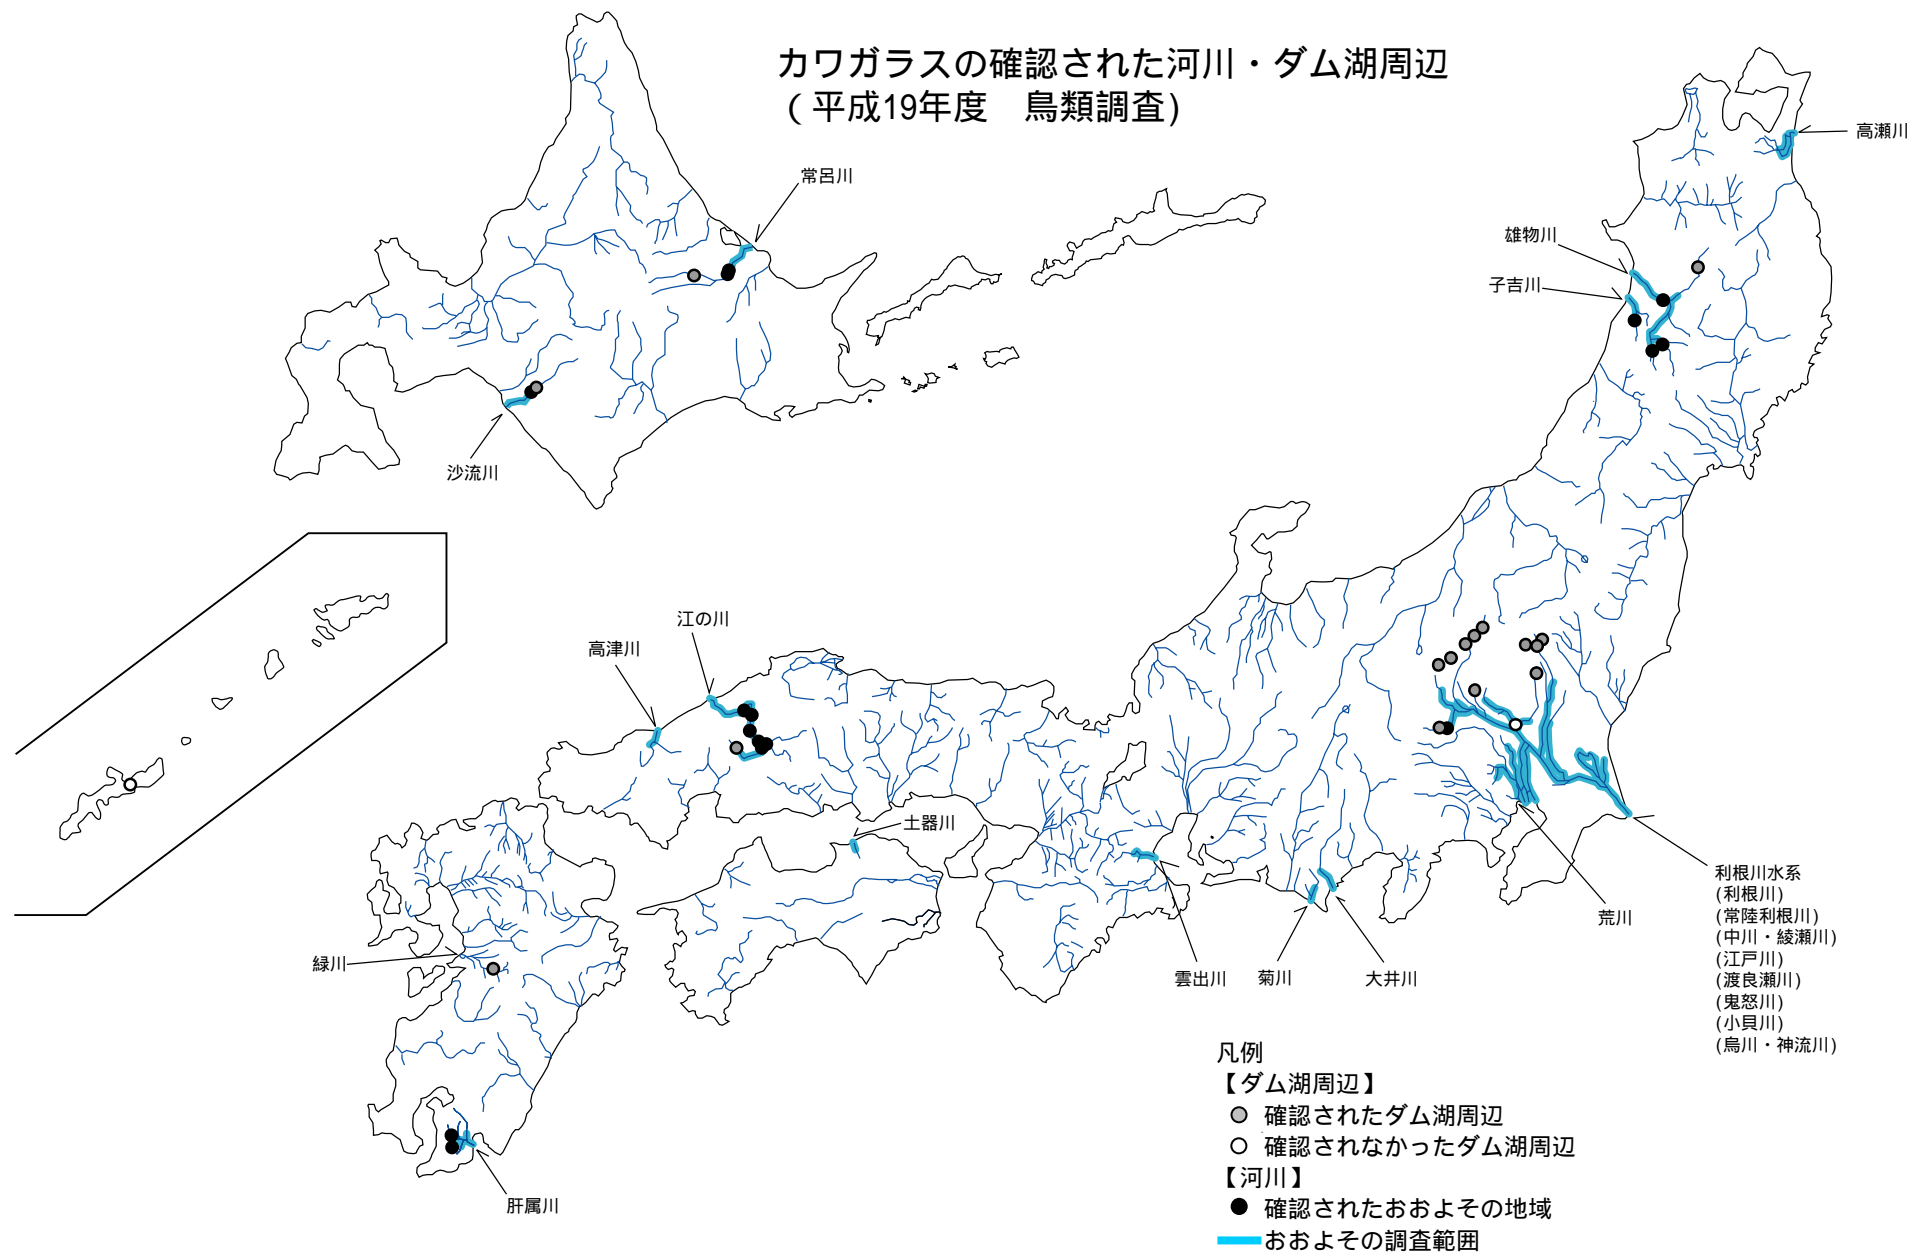 カワガラスの確認された河川・ダム湖周辺
（平成19年度　鳥類調査)
高瀬川
常呂川
雄物川
子吉川
沙流川
江の川
高津川
土器川
利根川水系
(利根川)
(常陸利根川)
(中川・綾瀬川)
(江戸川)
(渡良瀬川)
(鬼怒川)
(小貝川)
(烏川・神流川)
荒川
緑川
雲出川
菊川
大井川
肝属川
凡例
【ダム湖周辺】
確認されたダム湖周辺
確認されなかったダム湖周辺
【河川】
確認されたおおよその地域
おおよその調査範囲